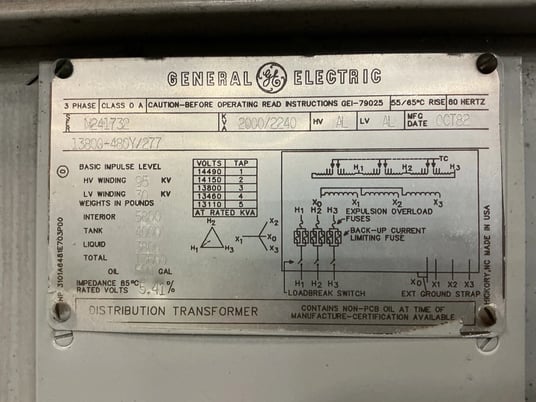 GENERAL GE ELECTRIC
3 PHASE CLASS O A CAUTION-BEFORE OPERATING READ INSTRUCTIONS GEI-79025 55/65°C RISE 60 HERTZ
KVA 2000/2240 HV AL LV AL MFG DATE OCT82
BASIC IMPULSE LEVEL
HV WINDING 95 KV
LV WINDING 30 KV
WEIGHTS IN POUNDS
INTERIOR
TANK
LIQUID
TOTAL
OIL GAL
IMPEDANCE 85°C RATED VOLTS 5.41 %
VOLTS TAP
14490 1
14150 2
13800 3
13460 4
13110 5
AT RATED KVA
H1 H2 H3
X1 X2 X0 X3
TC
H1 H2 H3
X1 X2 X3
X0
H1 H2 H3
EXPULSION OVERLOAD FUSES
BACK-UP CURRENT LIMITING FUSE
H1 H2 H3
LOADBREAK SWITCH
X0 X1 X2 X3
EXT GROUND STRAP
HICKORY, NC MADE IN USA
DISTRIBUTION TRANSFORMER
CONTAINS NON-PCB OIL AT TIME OF MANUFACTURE-CERTIFICATION AVAILABLE